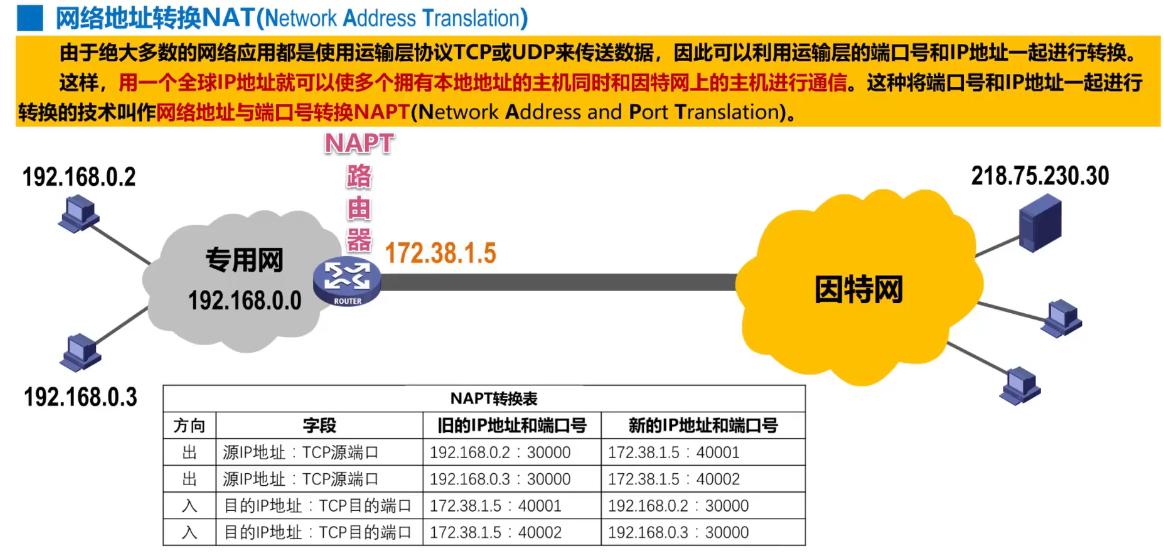 网络地址转换NAT(Network Address Translation)
由于绝大多数的网络应用都是使用运输层协议TCP或UDP来传送数据，因此可以利用运输层的端口号和IP地址一起进行转换。
这样，用一个全球IP地址就可以使多个拥有本地地址的主机同时和因特网上的主机进行通信。这种将端口号和IP地址一起进行
转换的技术叫作网络地址与端口号转换NAPT(Network Address and Port Translation)。
NAPT
路
由
器
192.168.0.2
218.75.230.30
172.38.1.5
专用网
192.168.0.0
ROUTER
因特网
192.168.0.3
NAPT转换表
方向 字段 旧的IP地址和端口号 新的IP地址和端口号
出 源IP地址：TCP源端口 192.168.0.2：30000 172.38.1.5：40001
出 源IP地址：TCP源端口 192.168.0.3：30000 172.38.1.5：40002
入 目的IP地址：TCP目的端口 172.38.1.5：40001 192.168.0.2：30000
入 目的IP地址：TCP目的端口 172.38.1.5：40002 192.168.0.3：30000